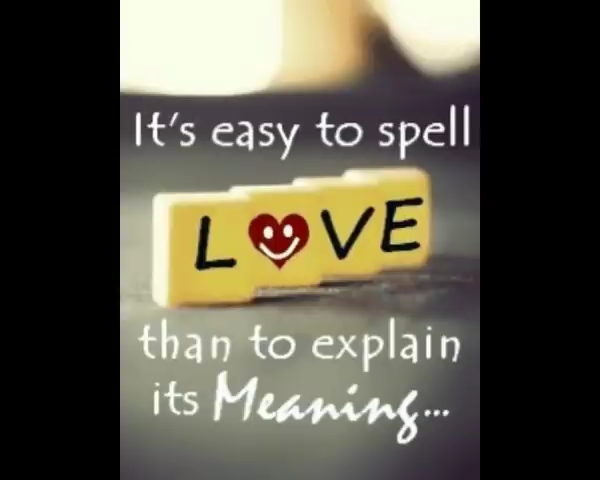 It's easy to spell
LOVE
than to explain
its Meaning...